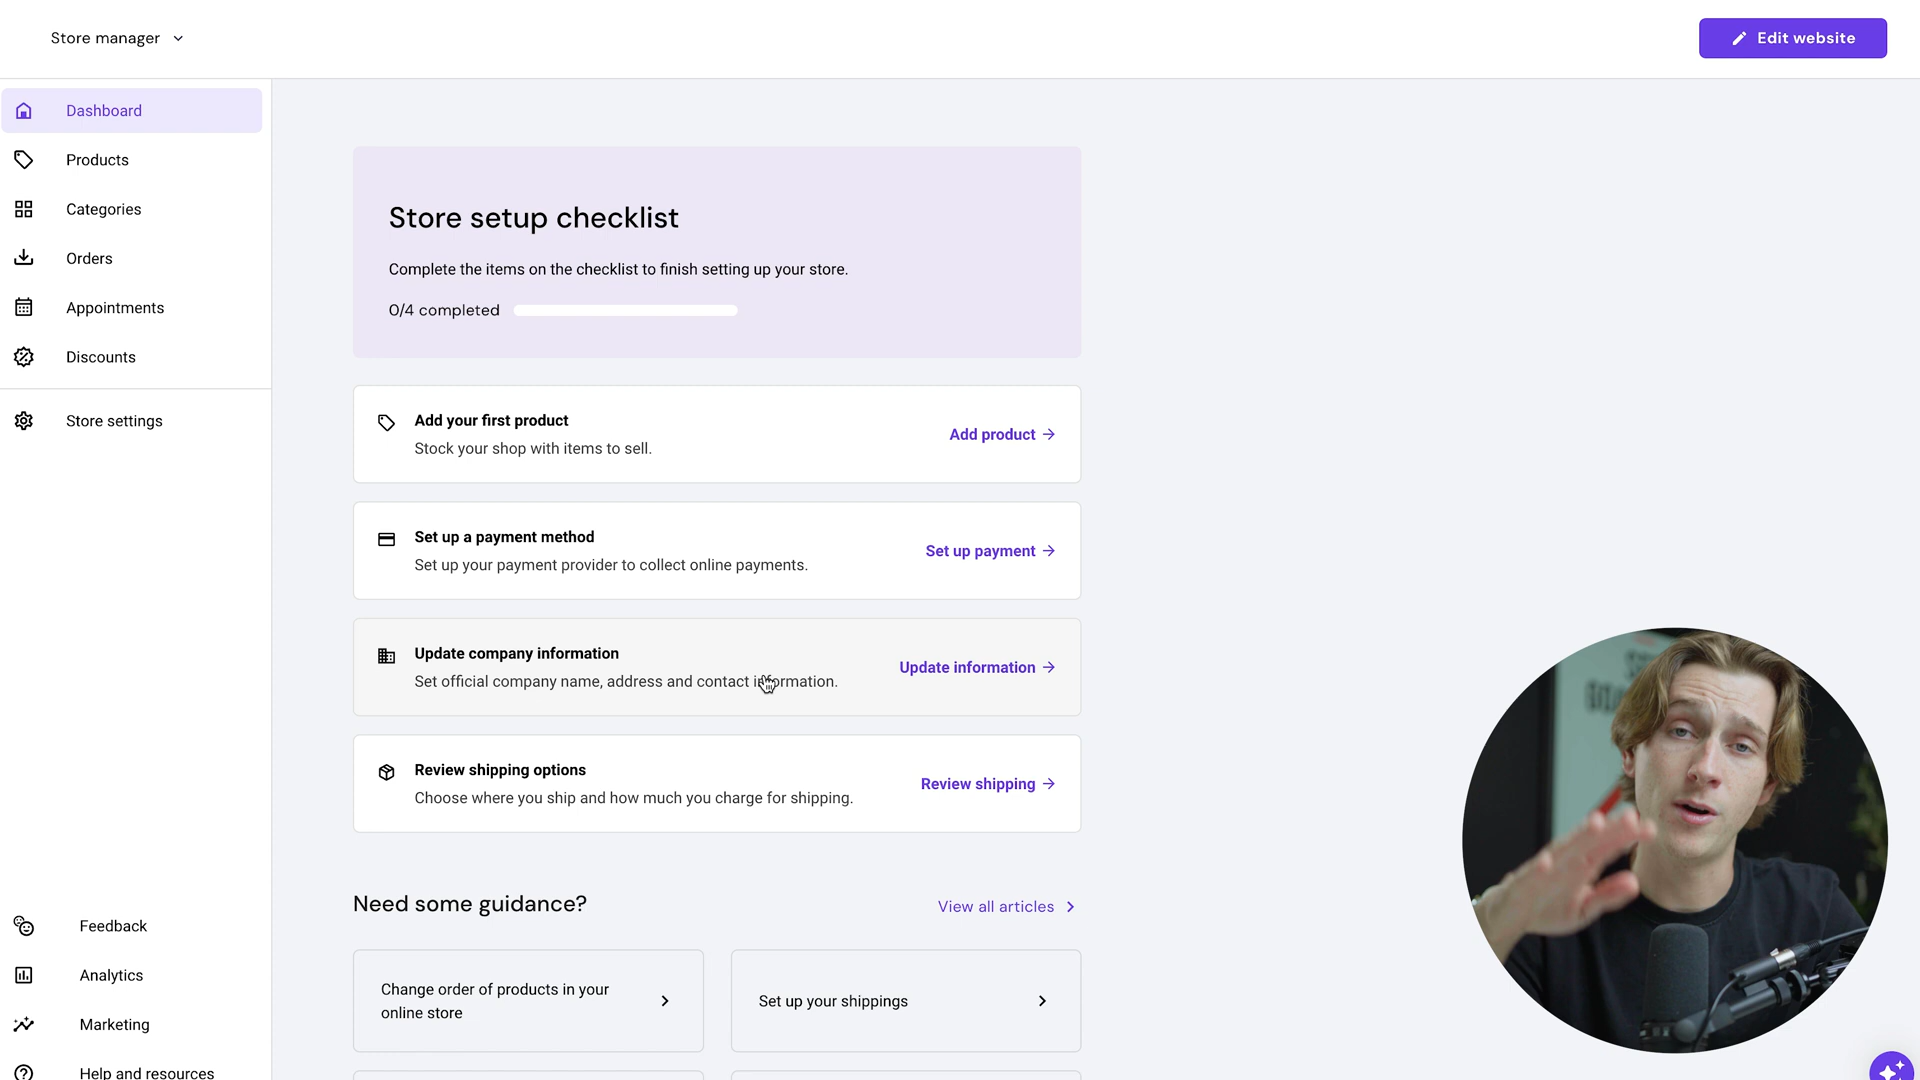 Store manager
Edit website
Dashboard
Products
Categories
Orders
Appointments
Discounts
Store settings
Feedback
Analytics
Marketing
Help and resources
Store setup checklist
Complete the items on the checklist to finish setting up your store.
0/4 completed
Add your first product
Stock your shop with items to sell.
Add product
Set up a payment method
Set up your payment provider to collect online payments.
Set up payment
Update company information
Set official company name, address and contact information.
Update information
Review shipping options
Choose where you ship and how much you charge for shipping.
Review shipping
Need some guidance?
View all articles
Change order of products in your
online store
Set up your shippings